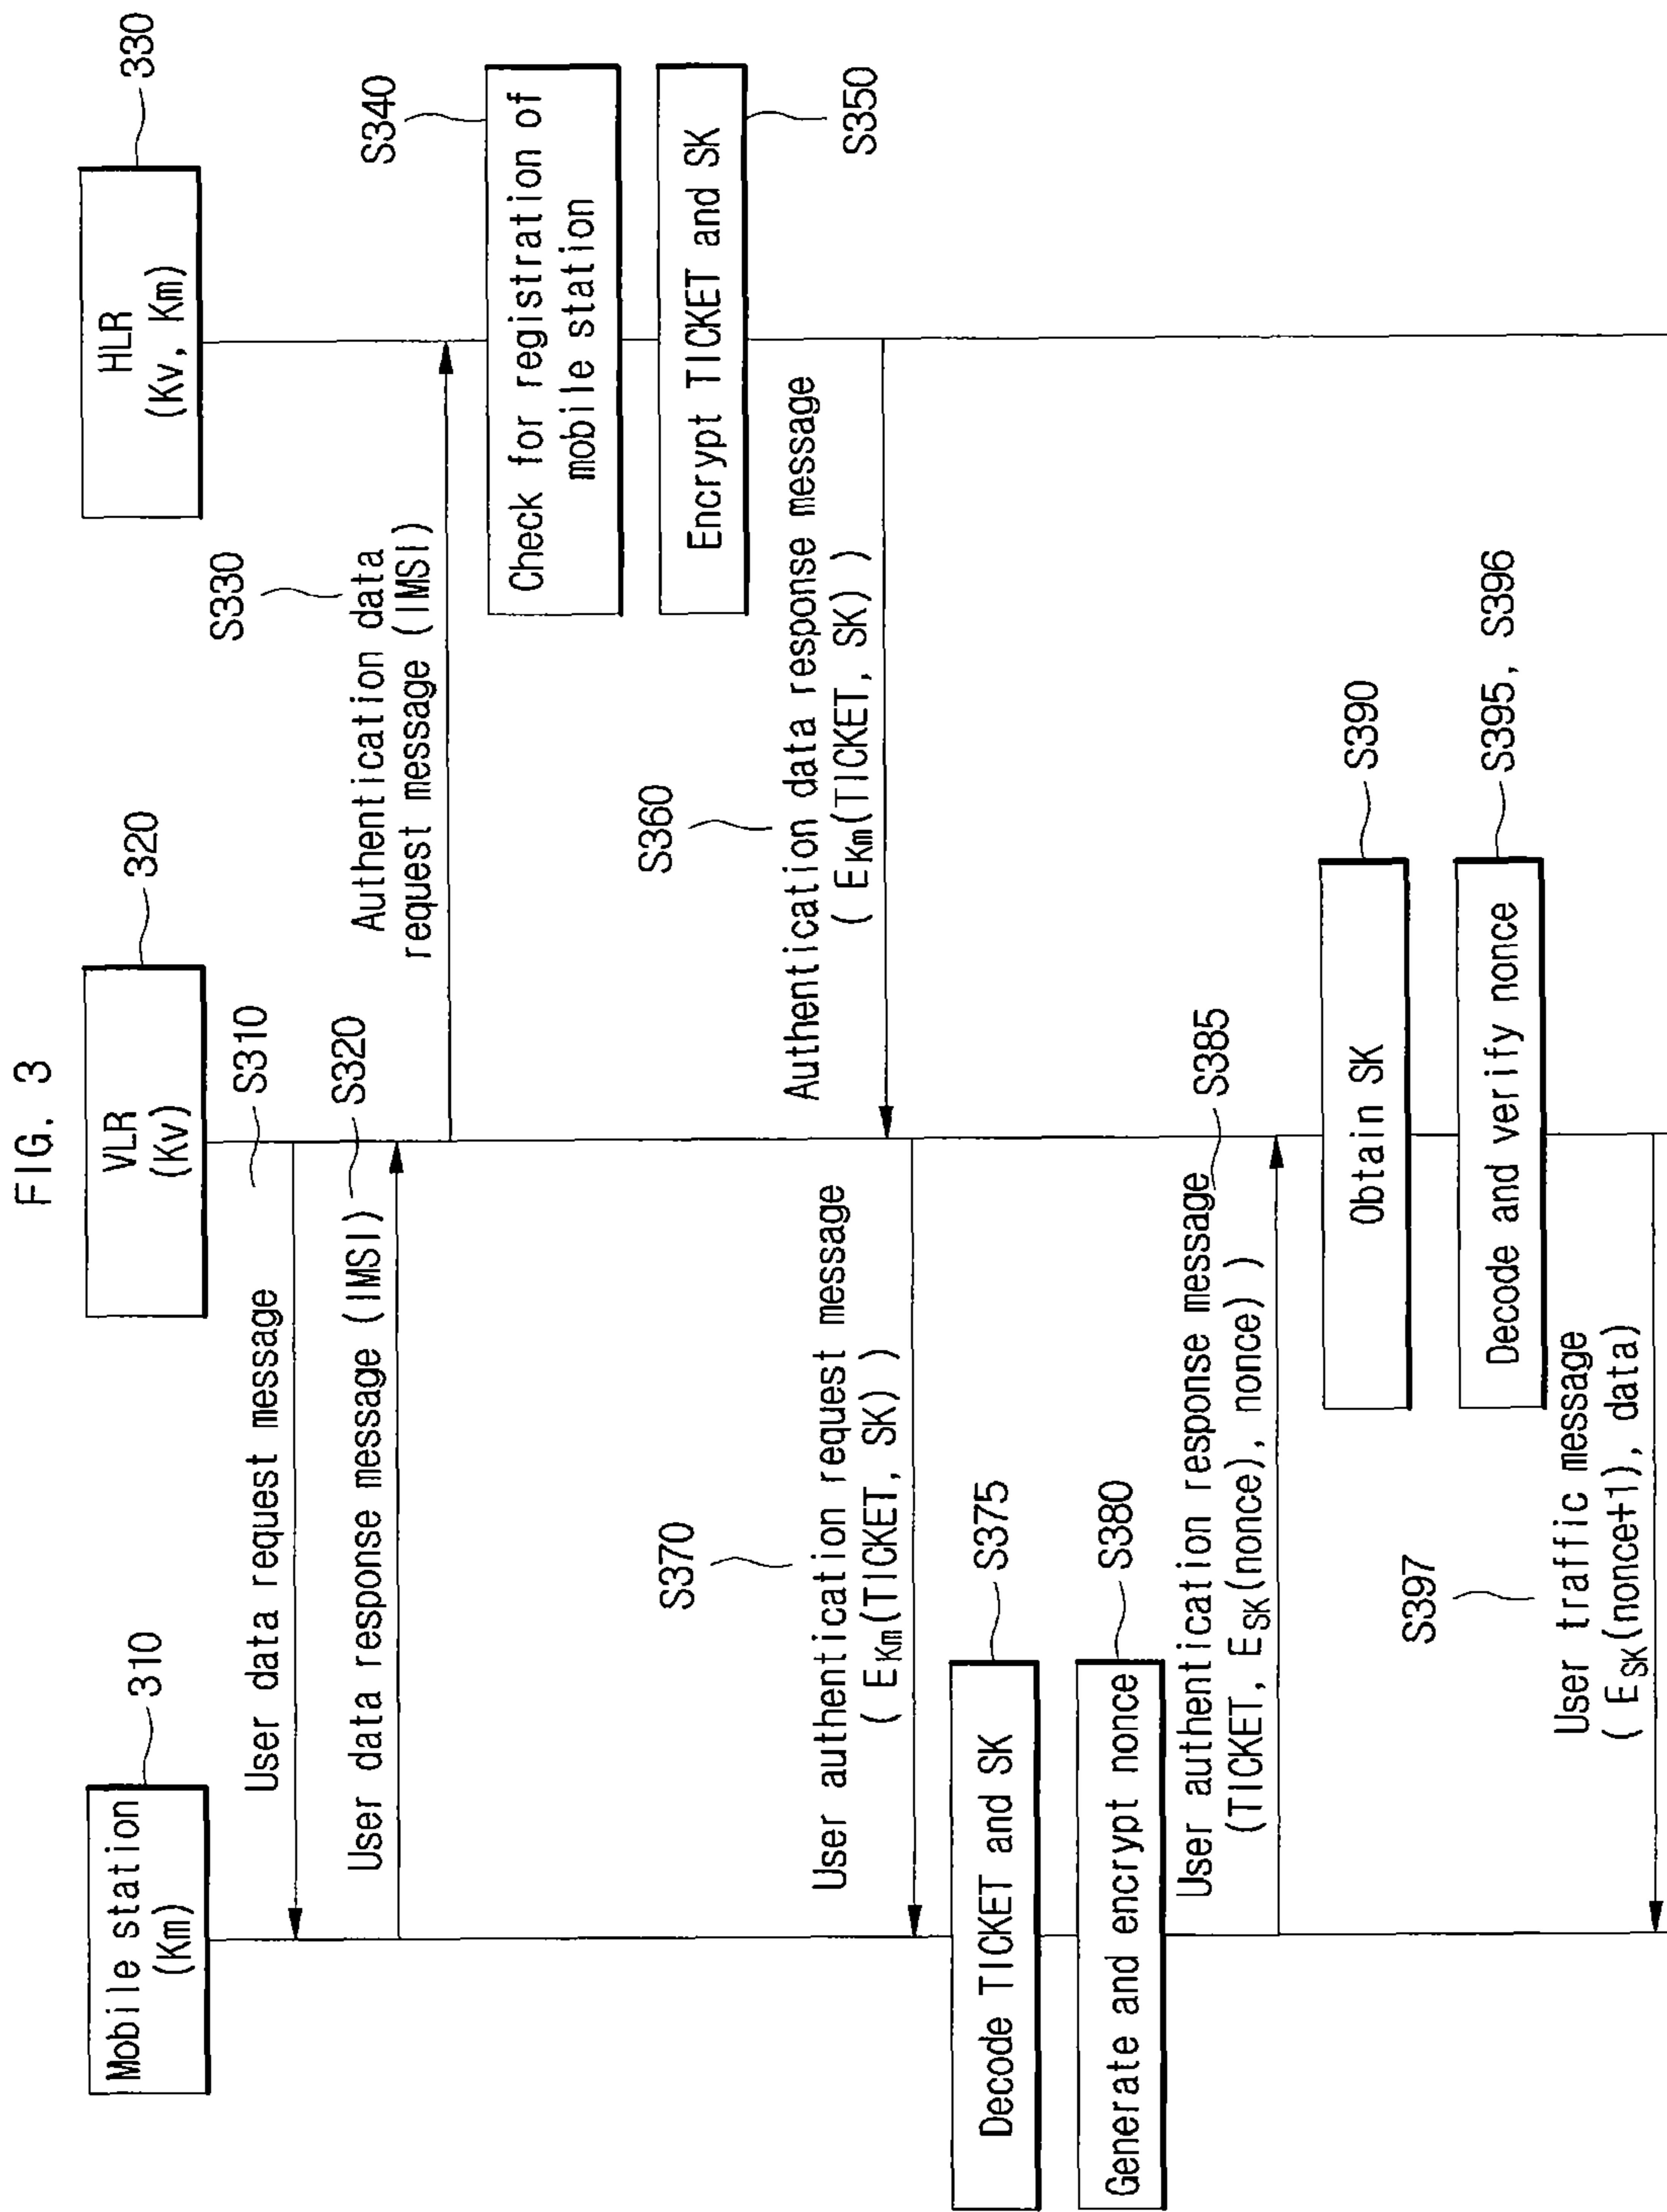 FIG. 3
Mobile station
(Km)
310
VLR
(Kv)
320
HLR
(Kv, Km)
330
User data request message
S310
User data response message (IMSI)
S320
S330
Authentication data
request message (IMSI)
S340
Check for registration of
mobile station
Encrypt TICKET and SK
S350
S360
Authentication data response message
( EKm(TICKET, SK) )
S370
User authentication request message
( EKm(TICKET, SK) )
Decode TICKET and SK
S375
Generate and encrypt nonce
S380
User authentication response message
(TICKET, ESK(nonce), nonce) )
S385
Obtain SK
S390
Decode and verify nonce
S395, S396
S397
User traffic message
( ESK(nonce+1), data)